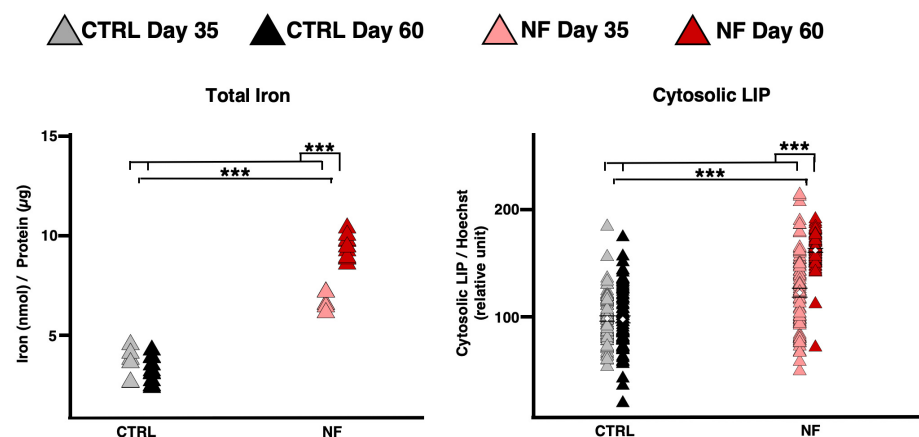 CTRL Day 35 CTRL Day 60 NF Day 35 NF Day 60
Total Iron
Iron (nmol) / Protein (µg)
15
10
5
***
***
CTRL NF
Cytosolic LIP
Cytosolic LIP / Hoechst
(relative unit)
200
100
***
***
CTRL NF